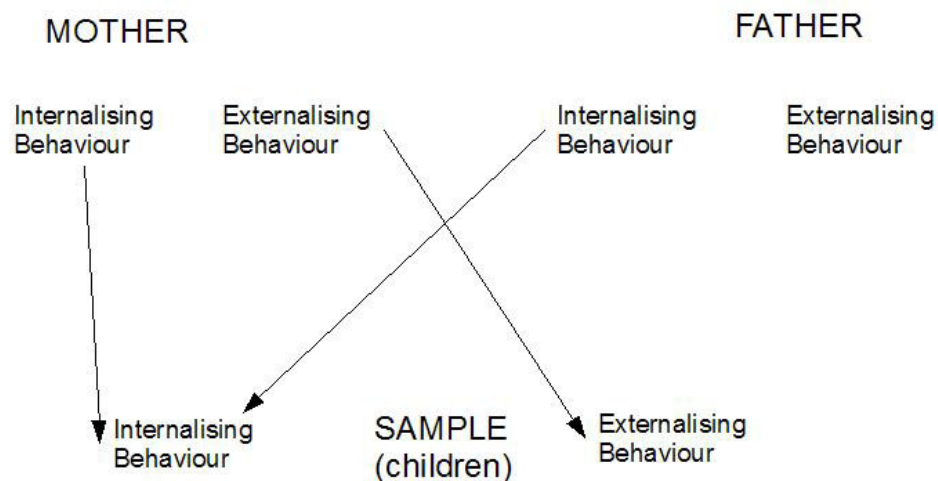 MOTHER
FATHER
Internalising
Behaviour
Externalising
Behaviour
Internalising
Behaviour
Externalising
Behaviour
Internalising
Behaviour
SAMPLE
(children)
Externalising
Behaviour